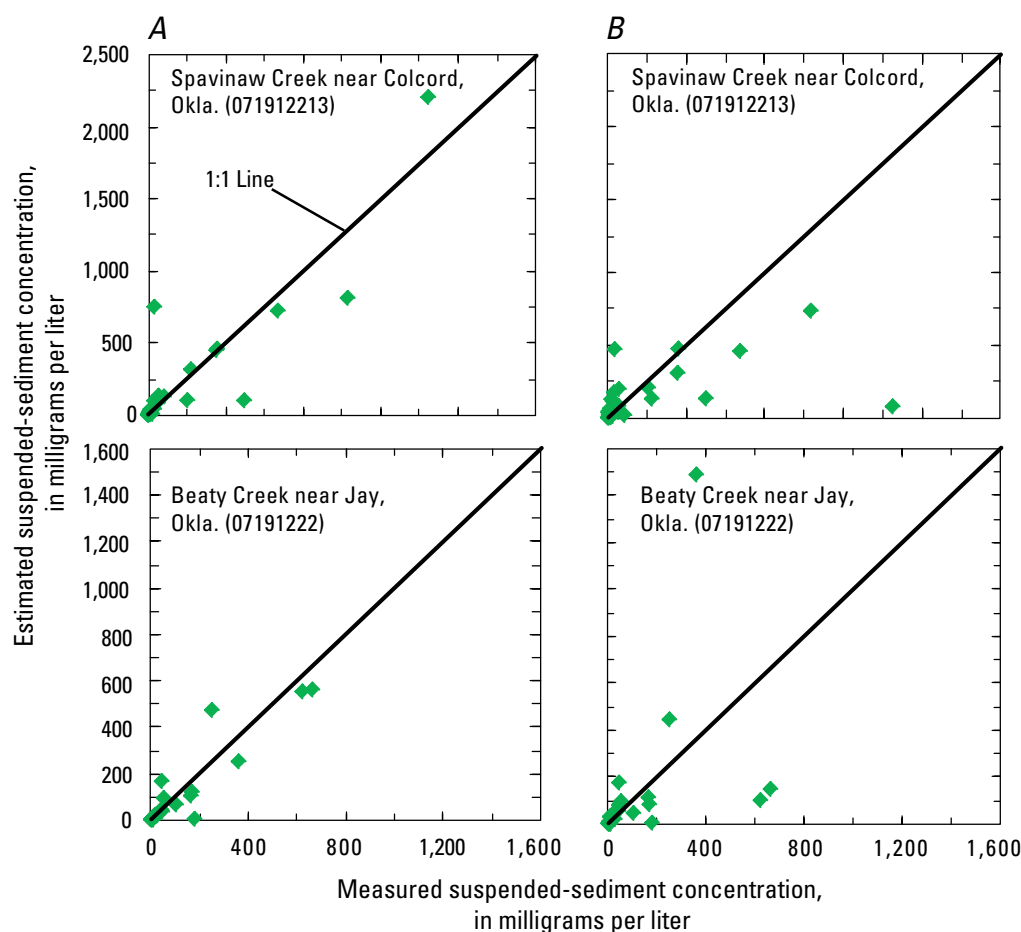 A
B
2,500
2,000
1,500
1,000
500
0
Spavinaw Creek near Colcord,
Okla. (071912213)
1:1 Line
Spavinaw Creek near Colcord,
Okla. (071912213)
Estimated suspended-sediment concentration,
in milligrams per liter
in milligrams per liter
1,600
1,400
1,200
1,000
800
600
400
200
0
Beaty Creek near Jay,
Okla. (07191222)
Beaty Creek near Jay,
Okla. (07191222)
0 400 800 1,200 1,600
0 400 800 1,200 1,600
Measured suspended-sediment concentration,
in milligrams per liter